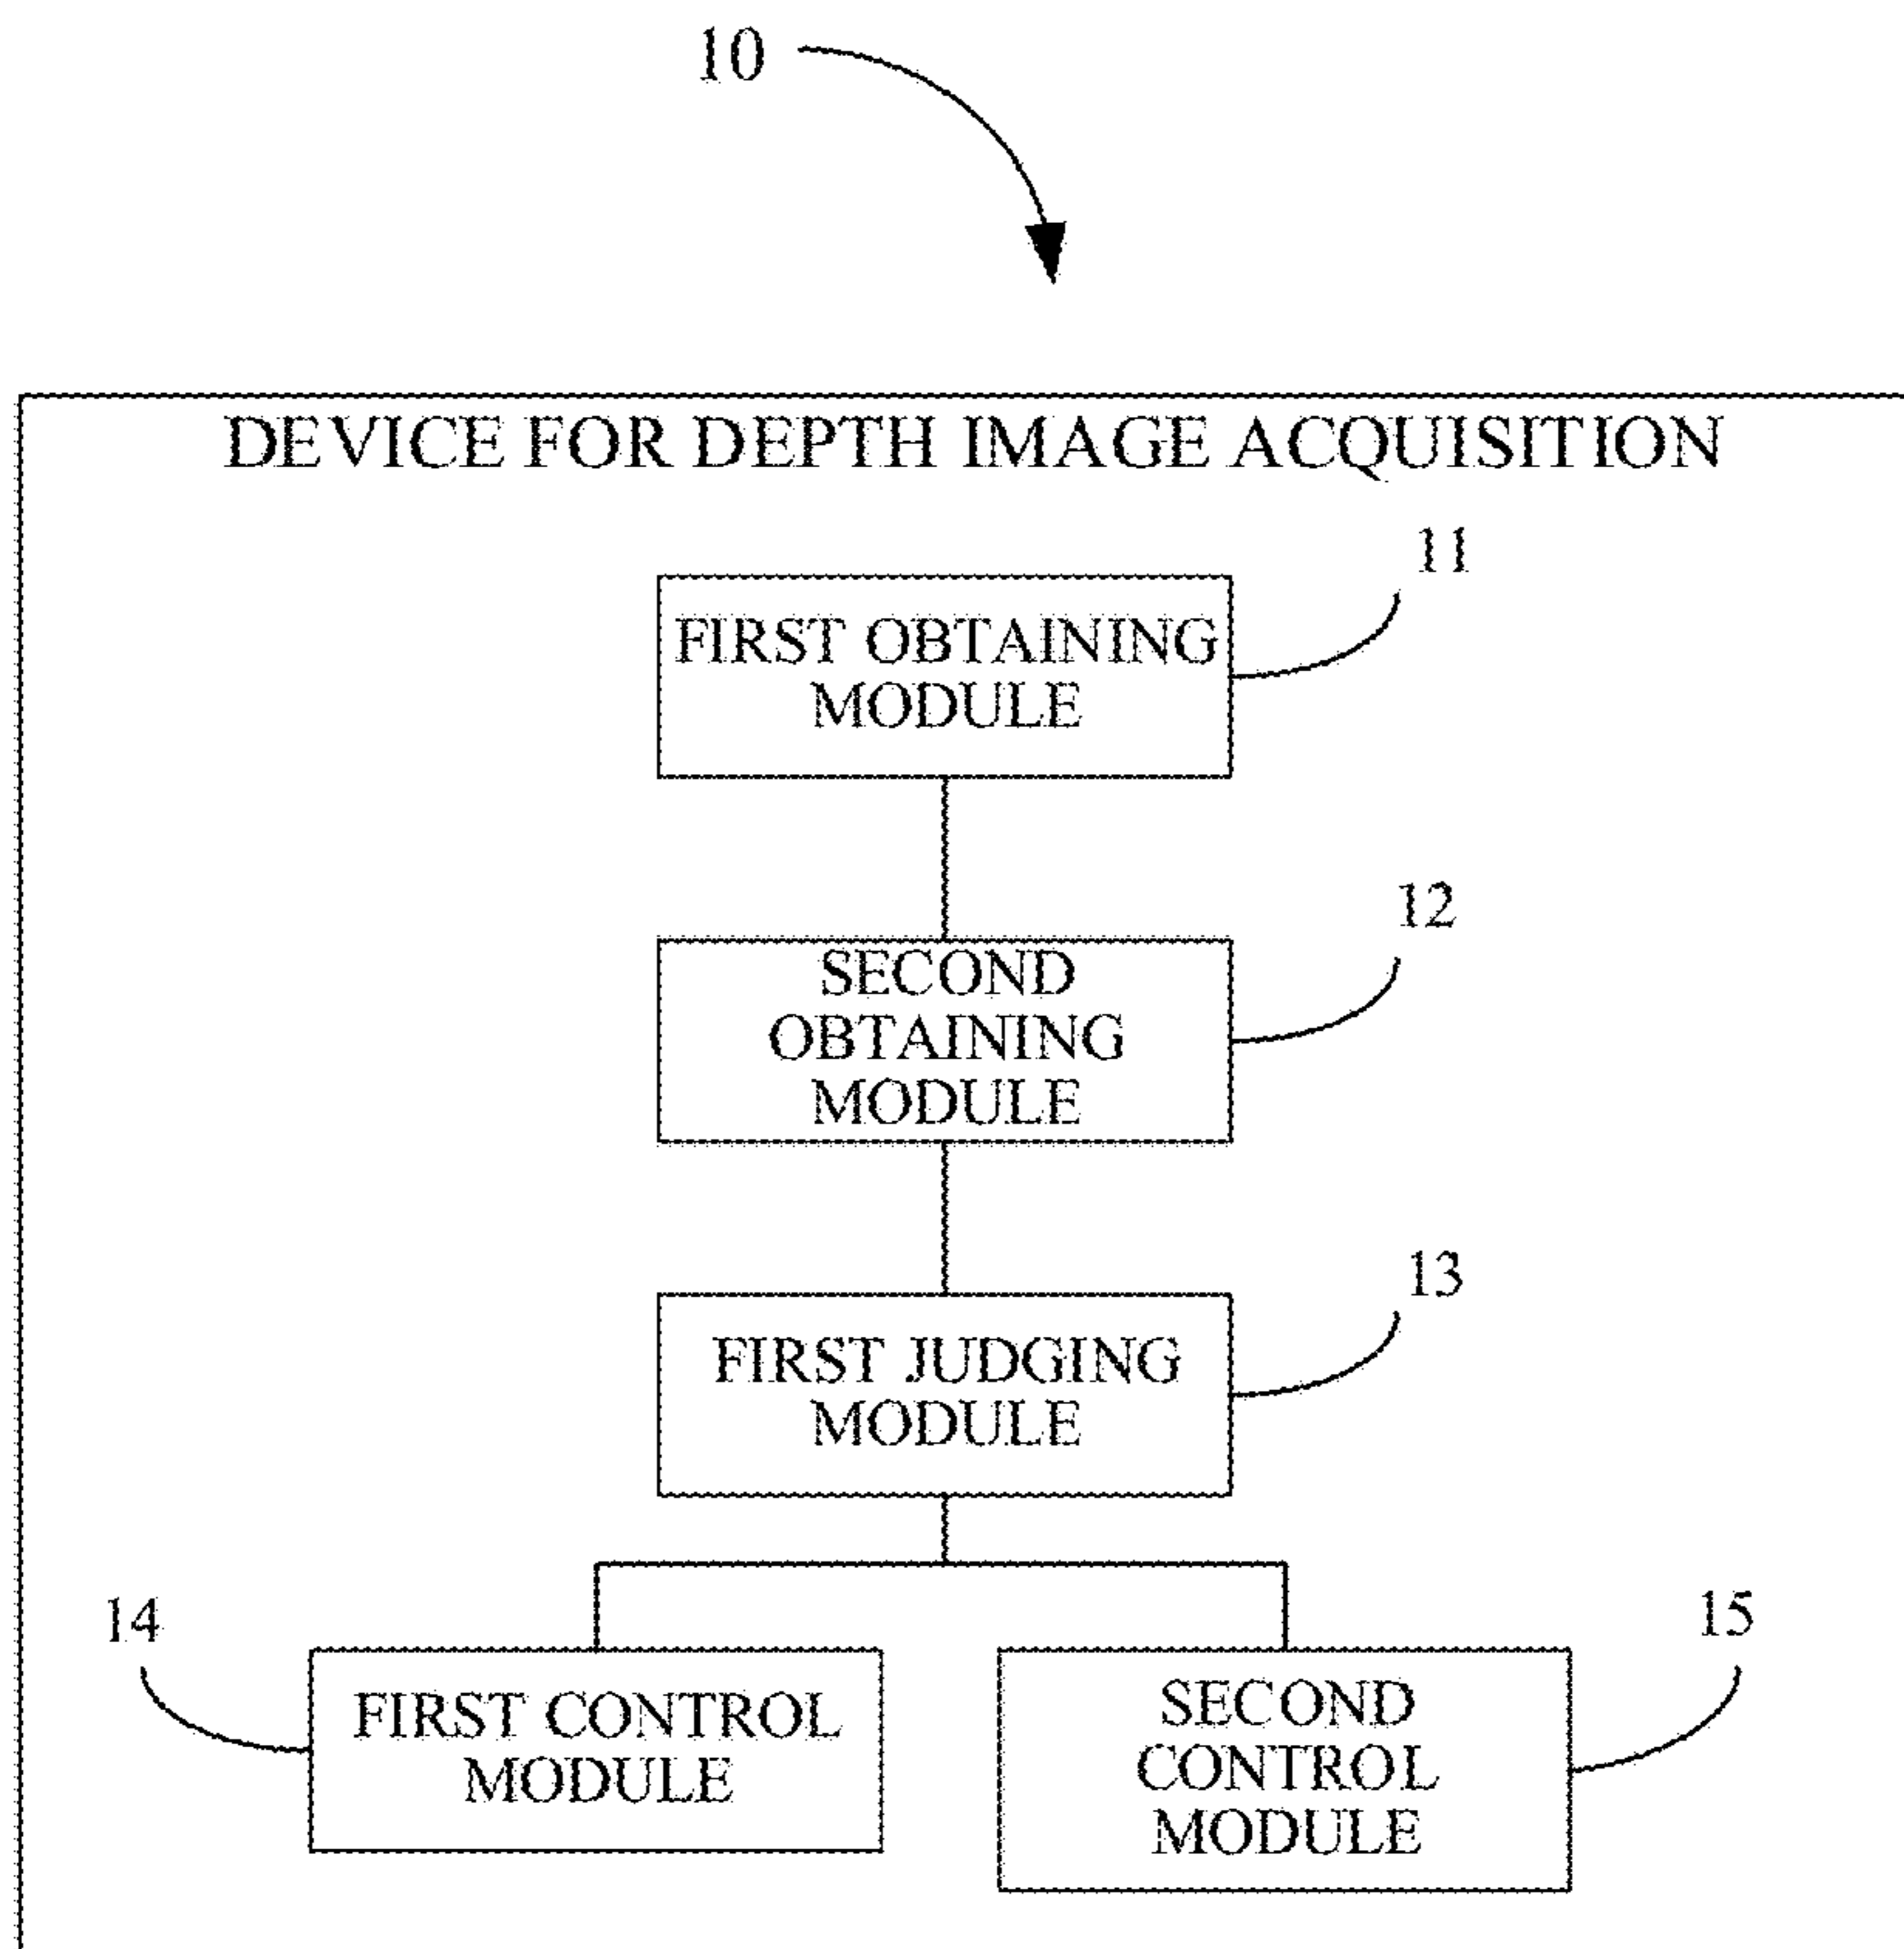 10
DEVICE FOR DEPTH IMAGE ACQUISITION
11
FIRST OBTAINING
MODULE
12
SECOND
OBTAINING
MODULE
13
FIRST JUDGING
MODULE
14
FIRST CONTROL
MODULE
15
SECOND
CONTROL
MODULE